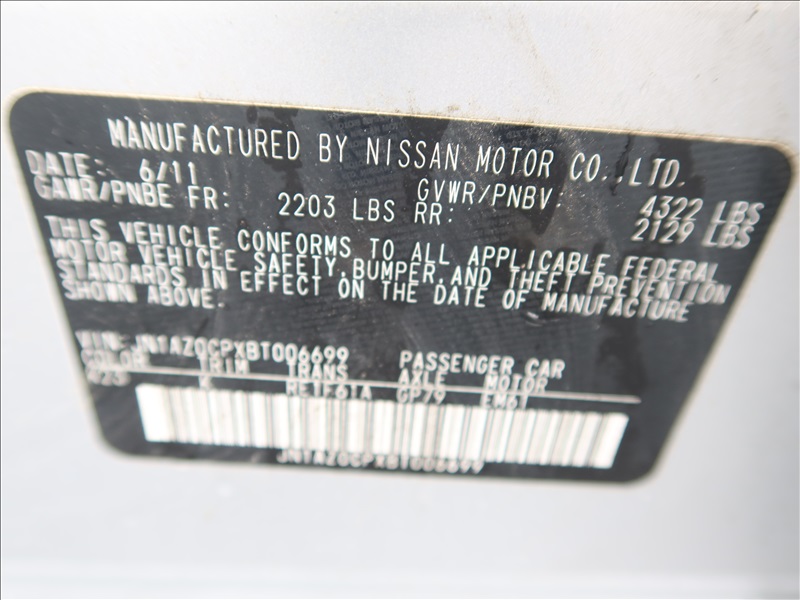 MANUFACTURED BY NISSAN MOTOR CO.,LTD.
DATE: 6/11 GVWR/PNBV: 4322 LBS
GAWR/PNBE FR: 2203 LBS RR: 2129 LBS
THIS VEHICLE CONFORMS TO ALL APPLICABLE FEDERAL
MOTOR VEHICLE SAFETY, BUMPER, AND THEFT PREVENTION
STANDARDS IN EFFECT ON THE DATE OF MANUFACTURE
SHOWN ABOVE.
VIN: JN1AZ0CPXBT006699 PASSENGER CAR
COLOR TRIM TRANS AXLE MOTOR
K RE1F61A GP79 EM61
JN1AZ0CPXBT006699